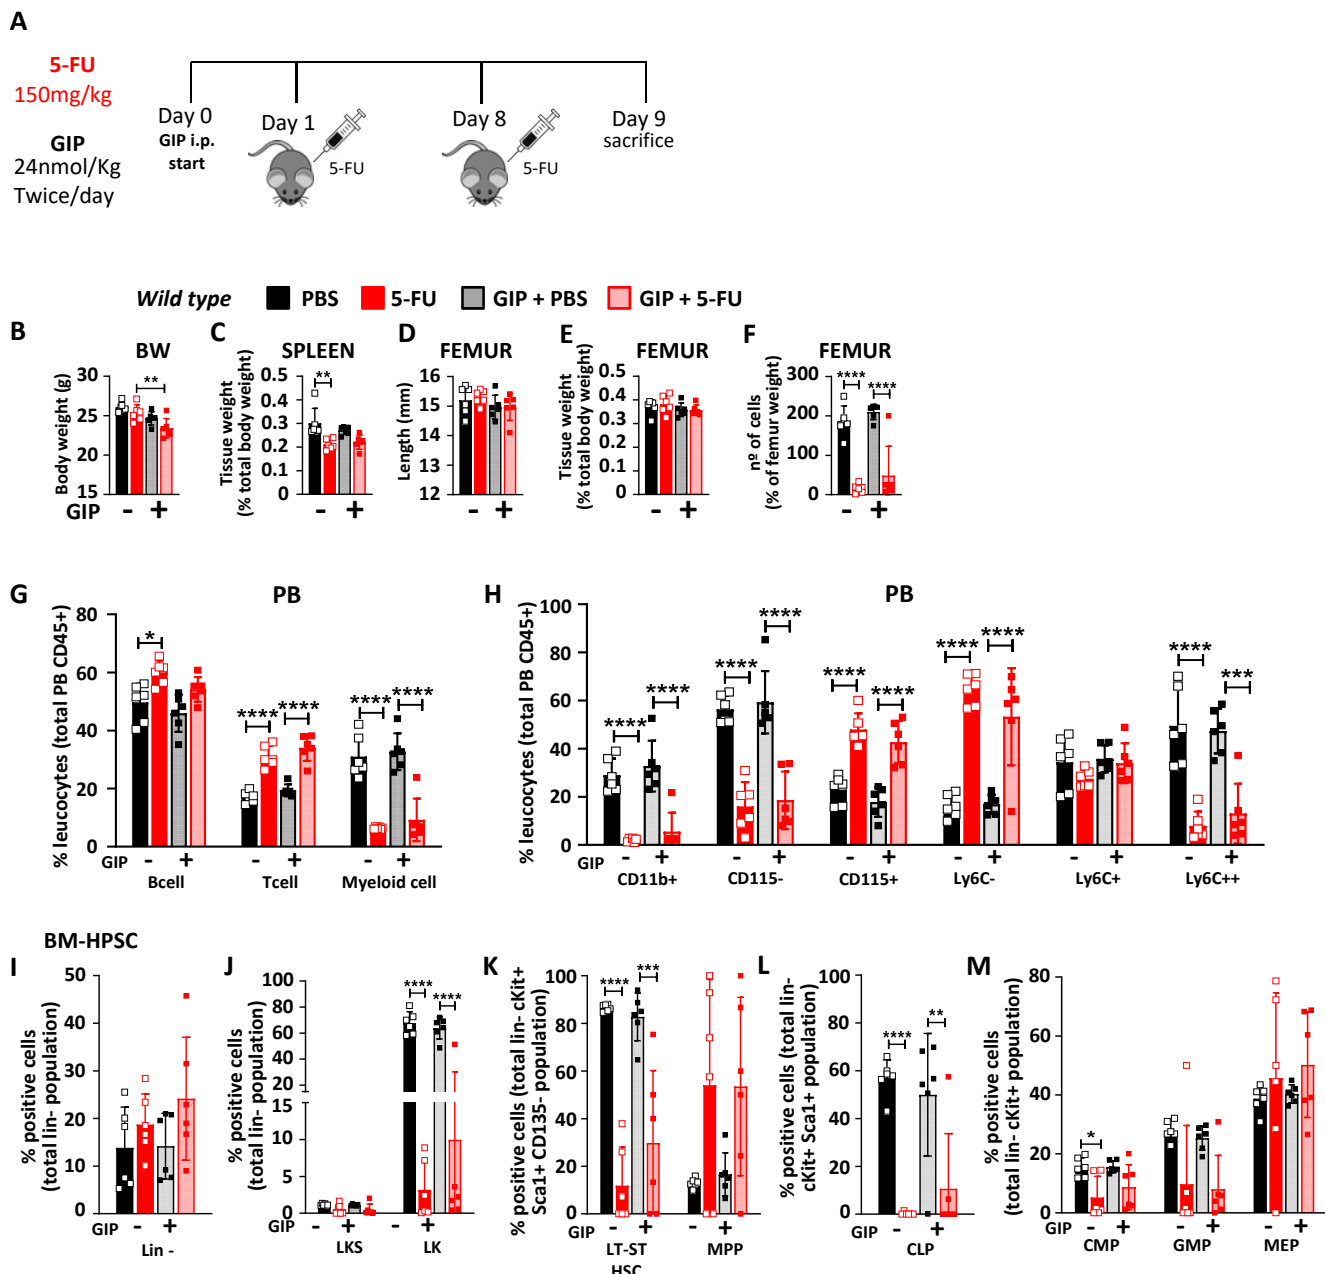 A
5-FU
150mg/kg
GIP
24nmol/Kg
Twice/day
Day 0
GIP i.p.
start
Day 1
5-FU
Day 8
5-FU
Day 9
sacrifice
Wild type PBS 5-FU GIP + PBS GIP + 5-FU
B
BW
Body weight (g)
30
25
20
15
**
GIP - +
C
SPLEEN
Tissue weight
(% total body weight)
0.5
0.4
0.3
0.2
0.1
0
**
- +
D
FEMUR
Length (mm)
16
15
14
13
12
- +
E
FEMUR
Tissue weight
(% total body weight)
0.5
0.4
0.3
0.2
0.1
0
- +
F
FEMUR
nº of cells
(% of femur weight)
300
200
100
0
**** ****
- +
G
PB
% leucocytes (total PB CD45+)
80
60
40
20
0
*
**** ****
**** ****
GIP - +
Bcell Tcell Myeloid cell
H
PB
% leucocytes (total PB CD45+)
100
80
60
40
20
0
**** ****
**** ****
**** ****
**** ****
**** ***
GIP - + - + - + - + - + - +
CD11b+ CD115- CD115+ Ly6C- Ly6C+ Ly6C++
BM-HPSC
I
% positive cells
(total lin- population)
50
40
30
20
10
0
GIP - +
Lin -
J
% positive cells
(total lin- population)
100
80
60
40
20
100
15
10
5
0
**** ****
GIP - + -
LKS LK
K
% positive cells (total lin- cKit+
Sca1+ CD135- population)
100
80
60
40
20
0
**** ***
GIP - +
LT-ST
HSC
MPP
L
% positive cells (total lin-
cKit+ Sca1+ population)
100
80
60
40
20
0
**** **
GIP - +
CLP
M
% positive cells
(total lin- cKit+ population)
80
60
40
20
0
*
GIP - + - + - +
CMP GMP MEP